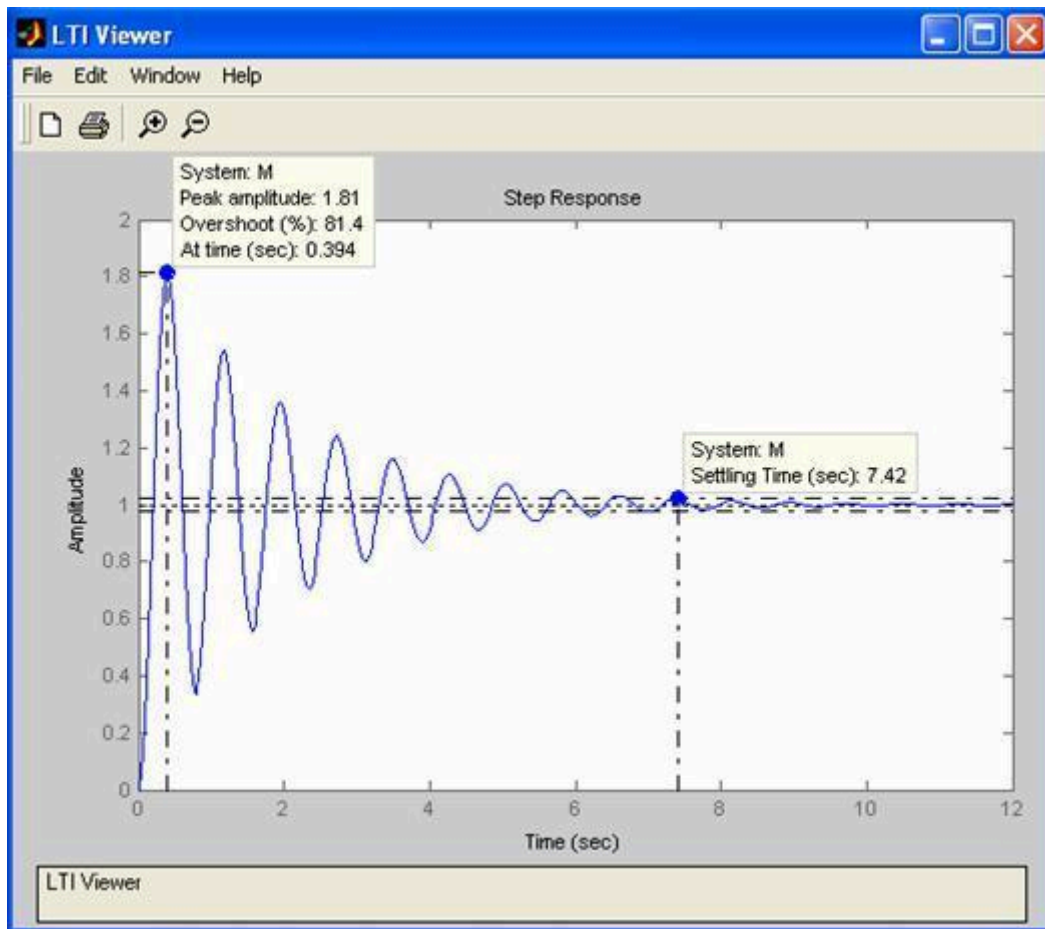 LTI Viewer
File Edit Window Help
System: M
Peak amplitude: 1.81
Overshoot (%): 81.4
At time (sec): 0.394
Step Response
2
1.8
1.6
1.4
1.2
1
0.8
0.6
0.4
0.2
0
Amplitude
System: M
Settling Time (sec): 7.42
0 2 4 6 8 10 12
Time (sec)
LTI Viewer